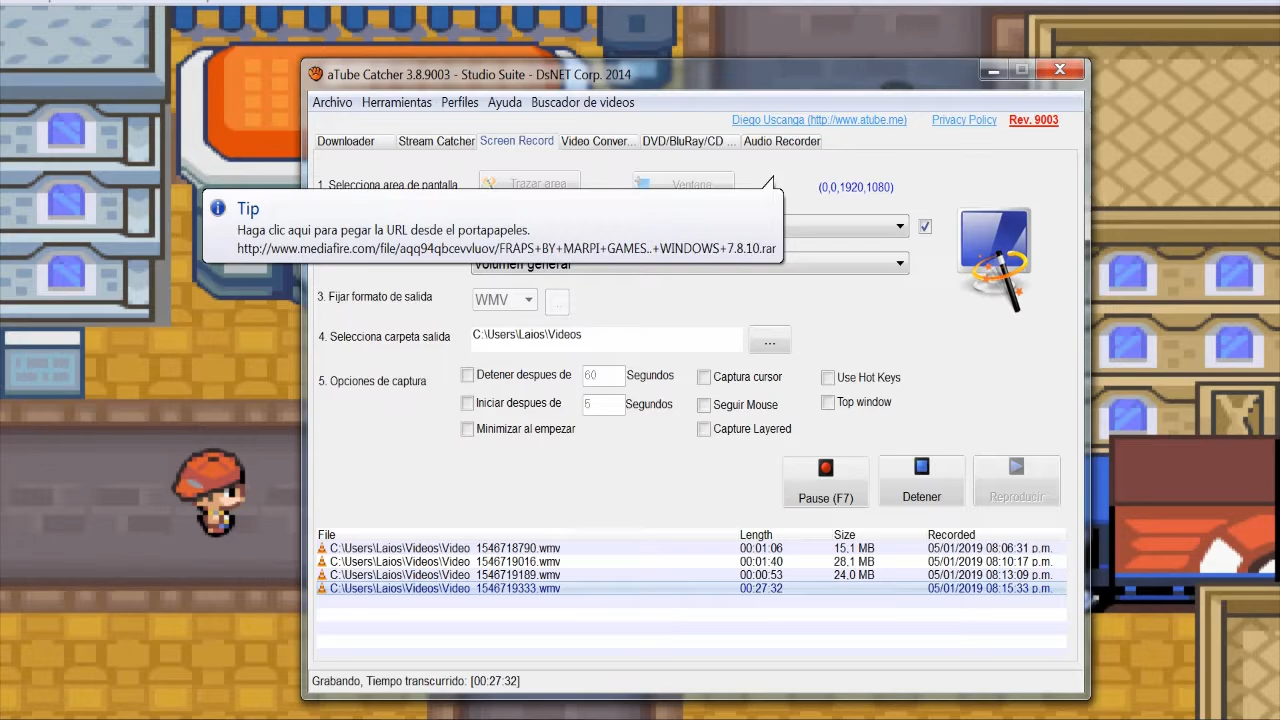 aTube Catcher 3.8.9003 - Studio Suite - DsNET Corp. 2014
Archivo Herramientas Perfiles Ayuda Buscador de videos
Diego Uscanga (http://www.atube.me) Privacy Policy Rev. 9003
Downloader Stream Catcher Screen Record Video Conver... DVD/BluRay/CD ... Audio Recorder
1. Selecciona area de pantalla Trazar area Ventana (0,0,1920,1080)
Tip
Haga clic aqui para pegar la URL desde el portapapeles.
http://www.mediafire.com/file/aqq94qbcevvluov/FRAPS+BY+MARPI+GAMES..+WINDOWS+7.8.10.rar
Volumen general
3. Fijar formato de salida WMV ...
4. Selecciona carpeta salida C:\Users\Laios\Videos ...
5. Opciones de captura Detener despues de 60 Segundos Captura cursor Use Hot Keys
Iniciar despues de 5 Segundos Seguir Mouse Top window
Minimizar al empezar Capture Layered
Pause (F7) Detener Reproducir
File Length Size Recorded
C:\Users\Laios\Videos\Video_1546718790.wmv 00:01:06 15.1 MB 05/01/2019 08:06:31 p.m.
C:\Users\Laios\Videos\Video_1546719016.wmv 00:01:40 28.1 MB 05/01/2019 08:10:17 p.m.
C:\Users\Laios\Videos\Video_1546719189.wmv 00:00:53 24.0 MB 05/01/2019 08:13:09 p.m.
C:\Users\Laios\Videos\Video_1546719333.wmv 00:27:32 05/01/2019 08:15:33 p.m.
Grabando, Tiempo transcurrido: [00:27:32]